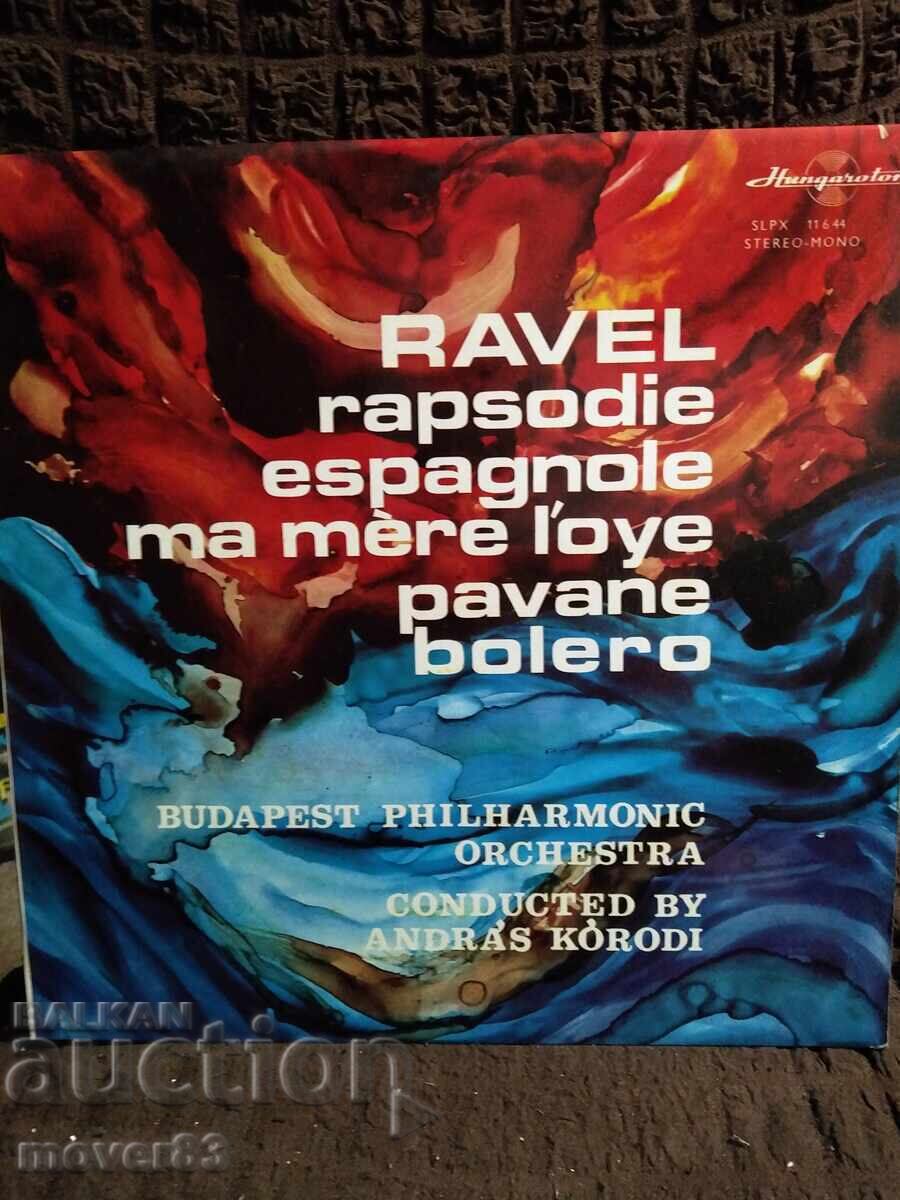 Hungaroton
SLPX 11644
STEREO-MONO
RAVEL
rapsodie
espagnole
ma mère l'oye
pavane
bolero
BUDAPEST PHILHARMONIC
ORCHESTRA
CONDUCTED BY
ANDRÁS KÒRODI
BALKAN
auction
mover83